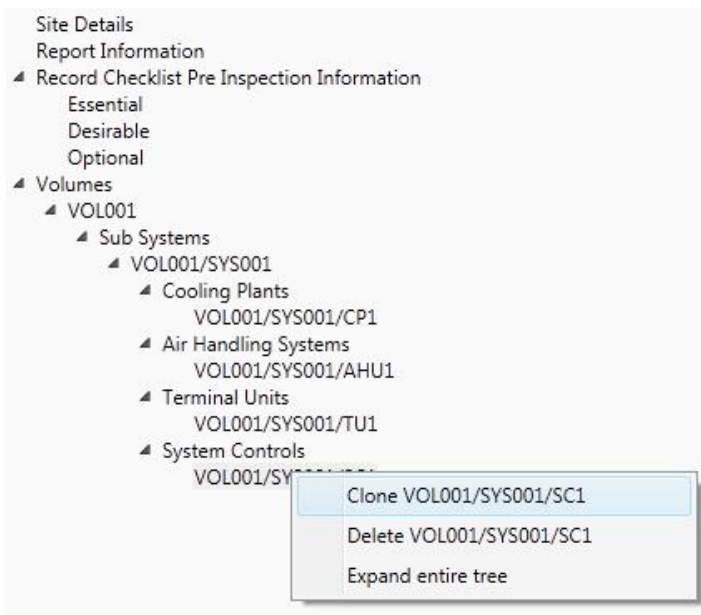 Site Details
Report Information
Record Checklist Pre Inspection Information
Essential
Desirable
Optional
Volumes
VOL001
Sub Systems
VOL001/SYS001
Cooling Plants
VOL001/SYS001/CP1
Air Handling Systems
VOL001/SYS001/AHU1
Terminal Units
VOL001/SYS001/TU1
System Controls
VOL001/SY
Clone VOL001/SYS001/SC1
Delete VOL001/SYS001/SC1
Expand entire tree